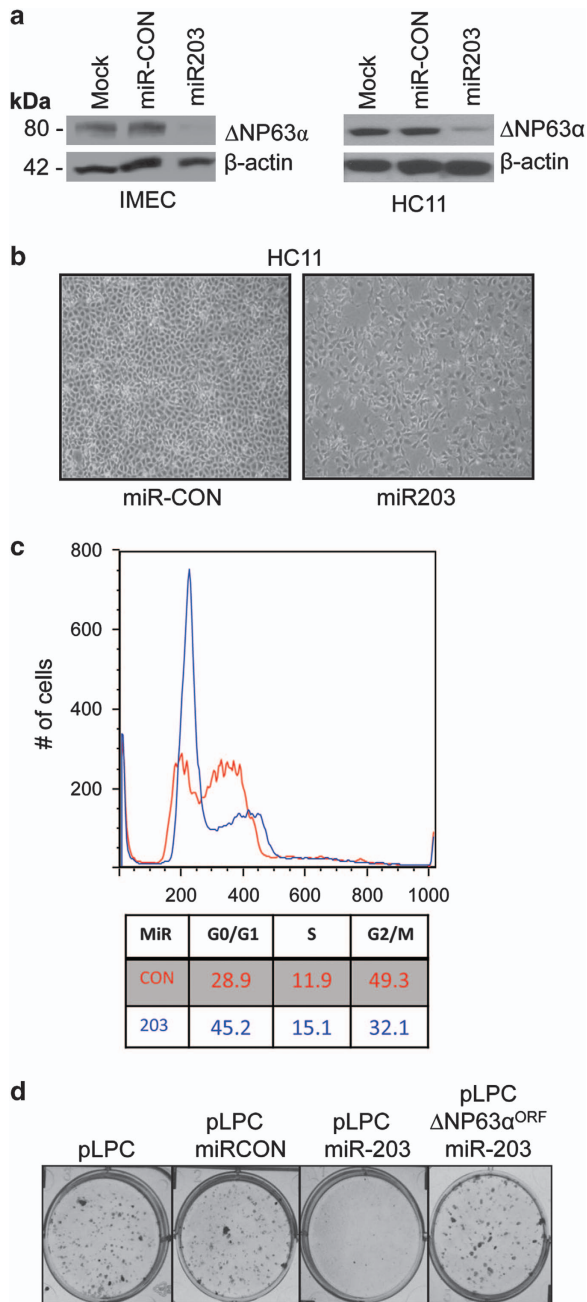 a
Mock
miR-CON
miR203
Mock
miR-CON
miR203
kDa
80 -
ΔNP63α
ΔNP63α
42 -
β-actin
β-actin
IMEC
HC11
b
HC11
miR-CON
miR203
c
800
600
400
200
# of cells
200 400 600 800 1000
MiR G0/G1 S G2/M
CON 28.9 11.9 49.3
203 45.2 15.1 32.1
d
pLPC
pLPC
miRCON
pLPC
miR-203
pLPC
ΔNP63αORF
miR-203